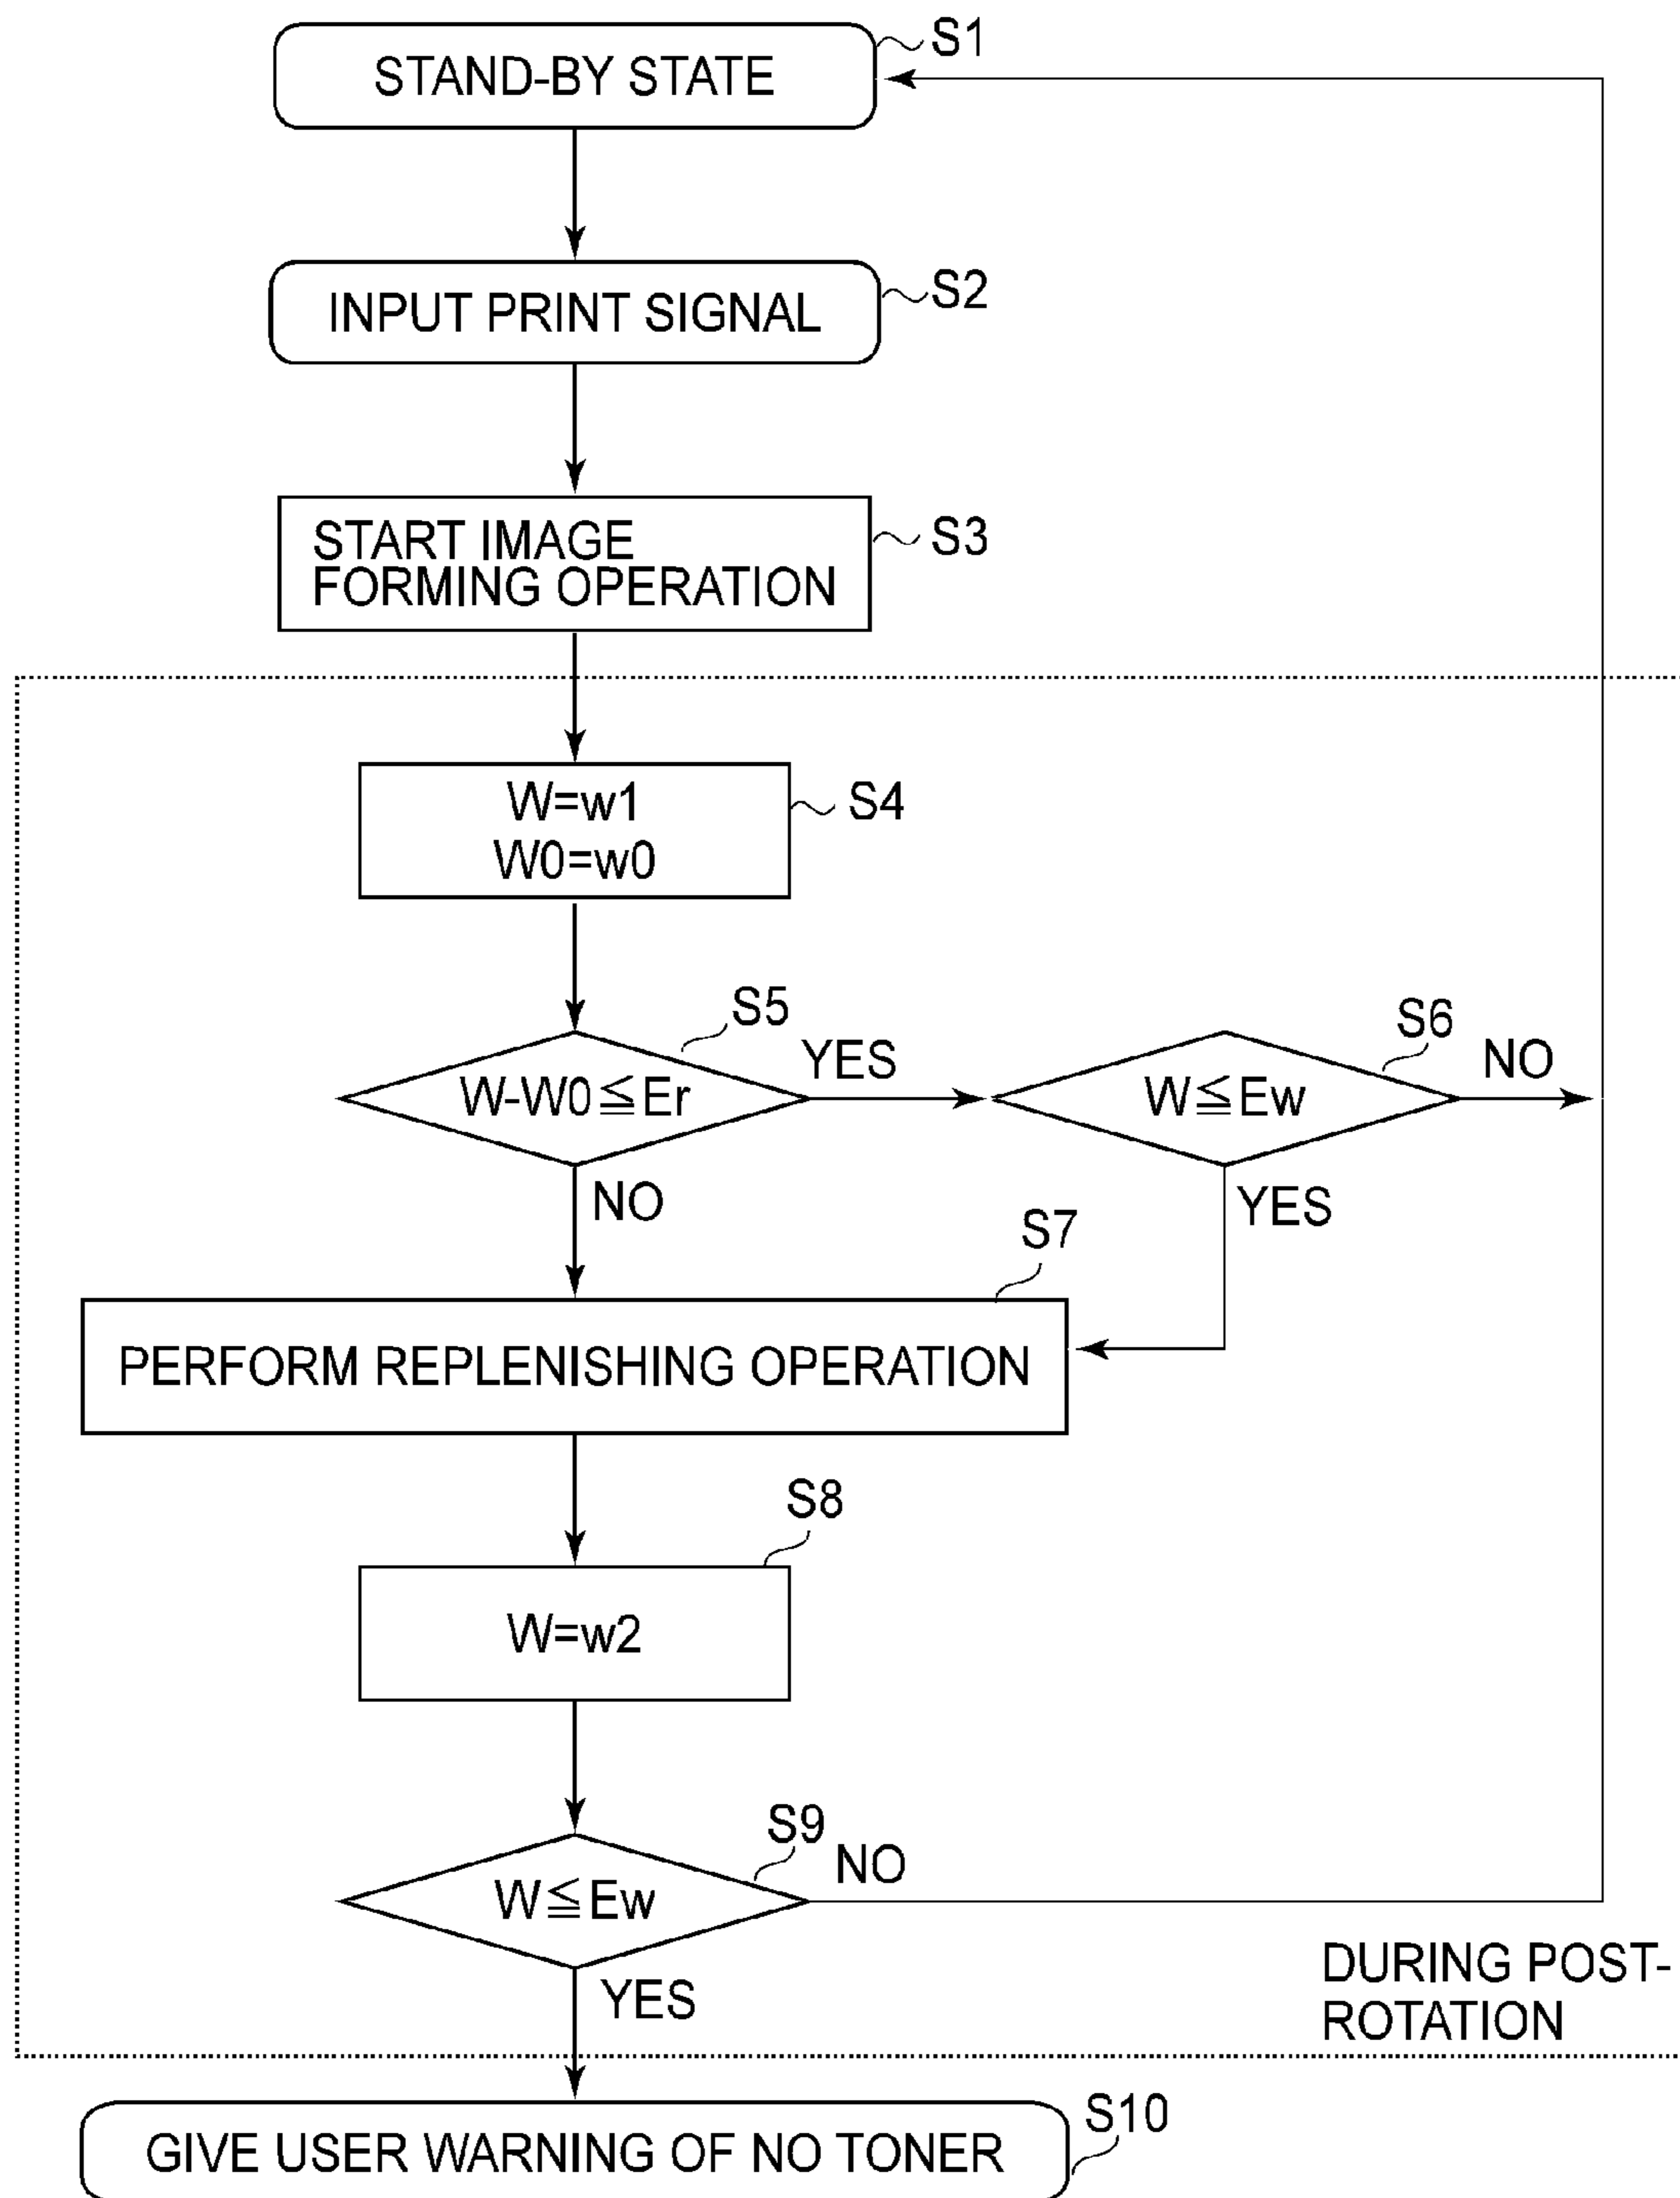 STAND-BY STATE
S1
INPUT PRINT SIGNAL
S2
START IMAGE
FORMING OPERATION
S3
W=w1
W0=w0
S4
W-W0≦Er
S5
YES
W≦Ew
S6
NO
NO
YES
S7
PERFORM REPLENISHING OPERATION
S8
W=w2
W≦Ew
S9
NO
YES
DURING POST-
ROTATION
GIVE USER WARNING OF NO TONER
S10